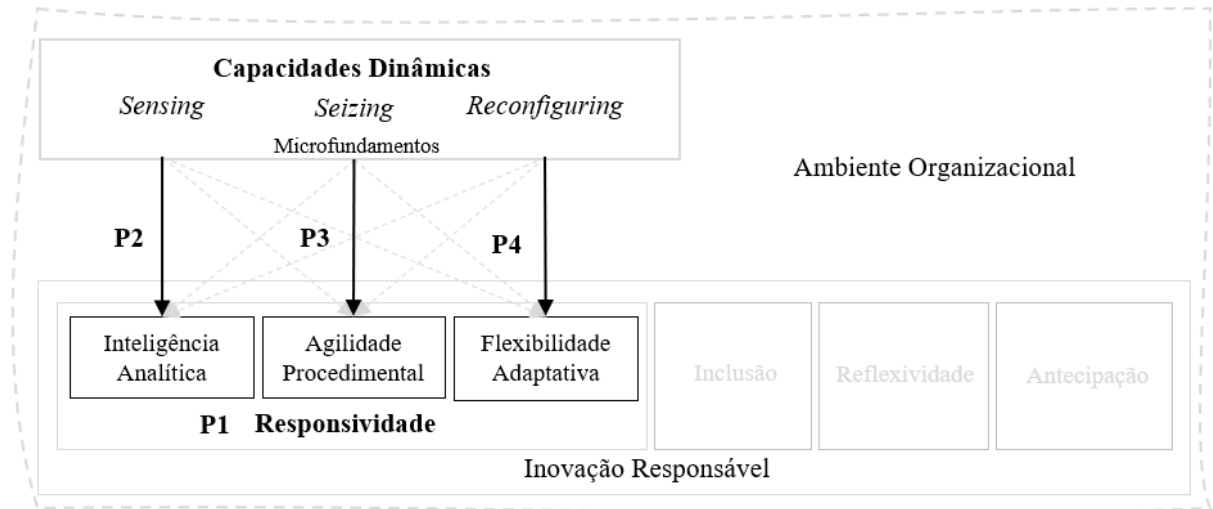 Capacidades Dinâmicas
Sensing Seizing Reconfiguring
Microfundamentos
Ambiente Organizacional
P2 P3 P4
Inteligência
Analítica
Agilidade
Procedimental
Flexibilidade
Adaptativa
Inclusão
Reflexividade
Antecipação
P1 Responsividade
Inovação Responsável